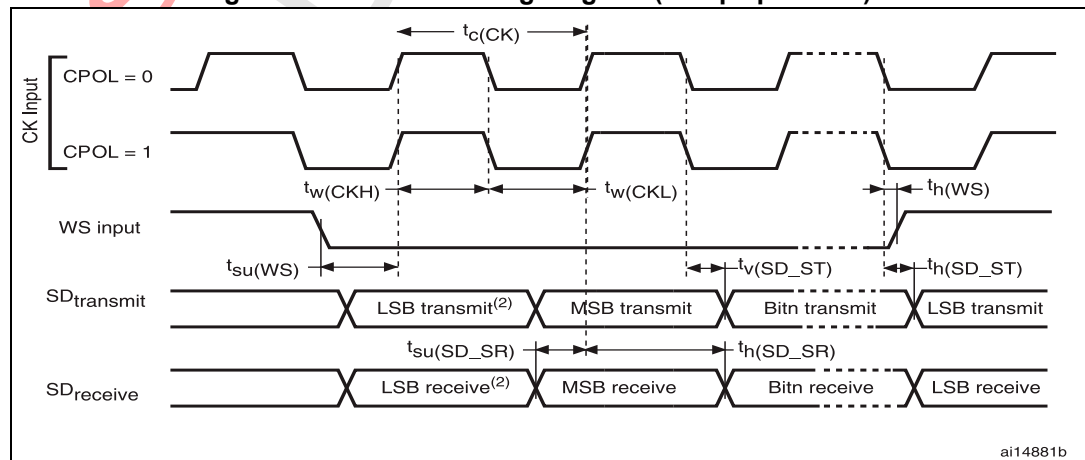 tc(CK)
CK Input
CPOL = 0
CPOL = 1
tw(CKH)
tw(CKL)
th(WS)
WS input
tsu(WS)
tv(SD_ST)
th(SD_ST)
SDtransmit
LSB transmit(2)
MSB transmit
Bitn transmit
LSB transmit
tsu(SD_SR)
th(SD_SR)
SDreceive
LSB receive(2)
MSB receive
Bitn receive
LSB receive
ai14881b